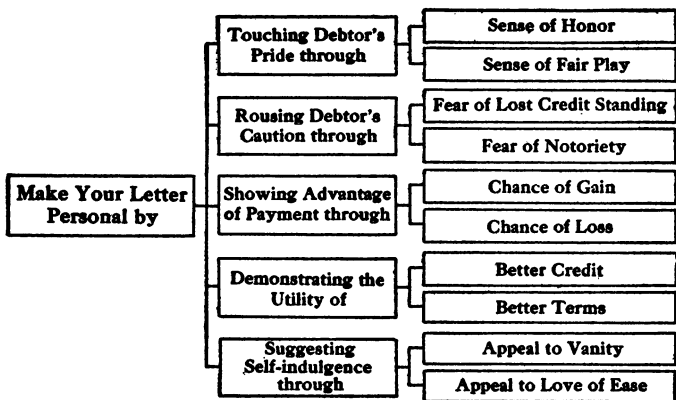 Make Your Letter
Personal by
Touching Debtor's
Pride through
Sense of Honor
Sense of Fair Play
Rousing Debtor's
Caution through
Fear of Lost Credit Standing
Fear of Notoriety
Showing Advantage
of Payment through
Chance of Gain
Chance of Loss
Demonstrating the
Utility of
Better Credit
Better Terms
Suggesting
Self-indulgence
through
Appeal to Vanity
Appeal to Love of Ease